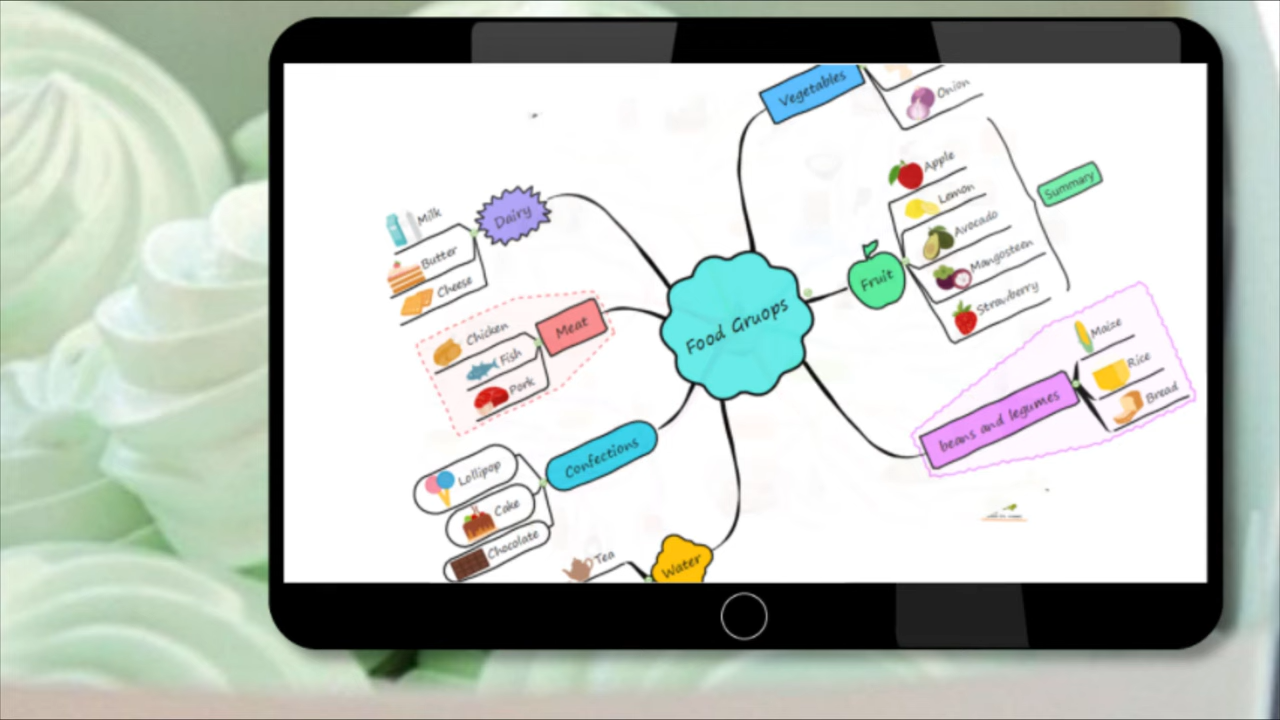 Vegetables
Onion
Apple
Lemon
Avocado
Mangosteen
Strawberry
Summary
Fruit
Dairy
Milk
Butter
Cheese
Food Gruops
Meat
Chicken
Fish
Pork
Maize
Rice
Bread
beans and legumes
Confections
Lollipop
Cake
Chocolate
Tea
Water